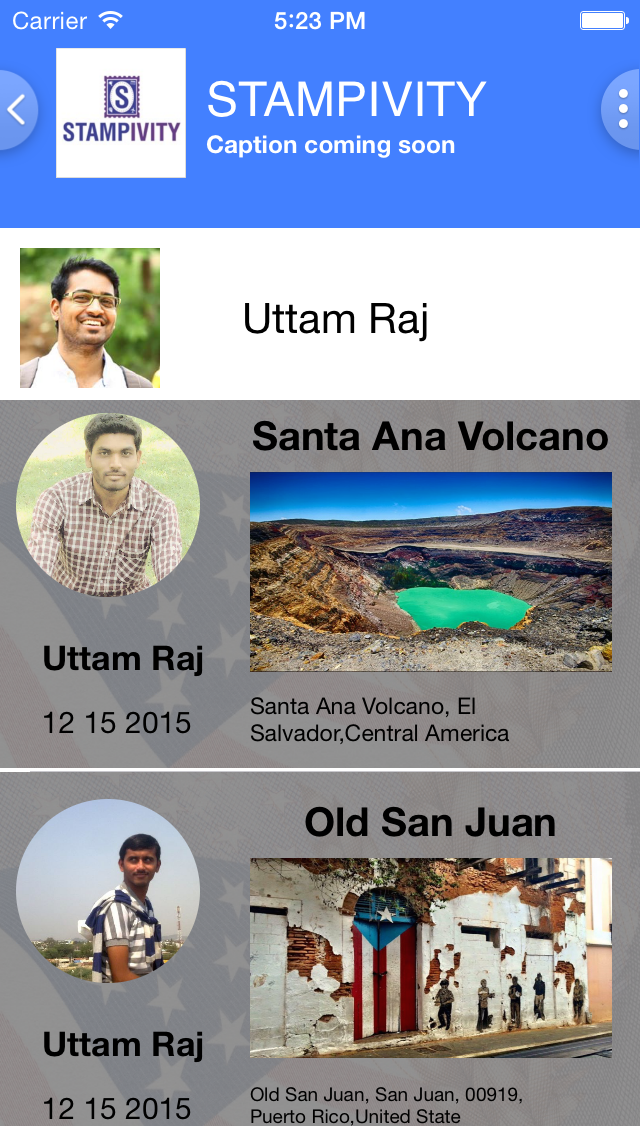 Carrier
5:23 PM
S
STAMPIVITY
STAMPIVITY
Caption coming soon
Uttam Raj
Santa Ana Volcano
Uttam Raj
12 15 2015
Santa Ana Volcano, El
Salvador,Central America
Old San Juan
Uttam Raj
12 15 2015
Old San Juan, San Juan, 00919,
Puerto Rico,United State